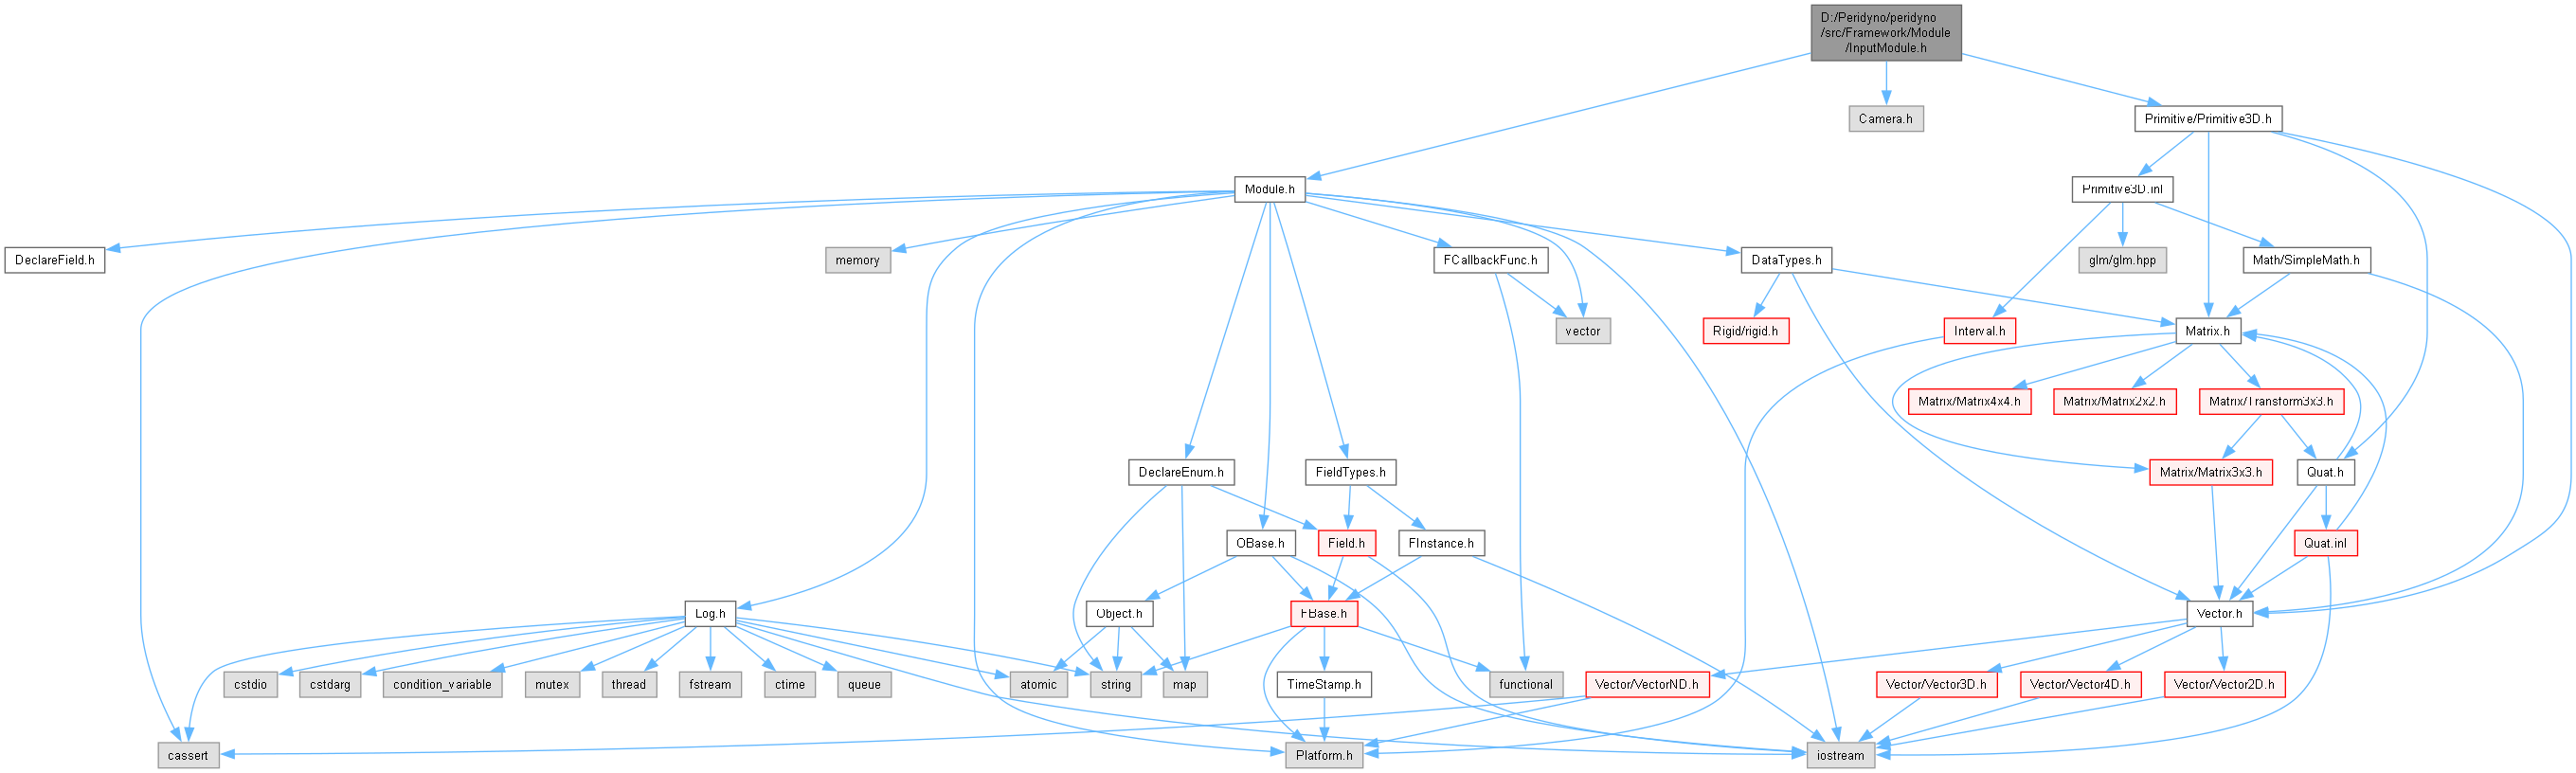 D:/Peridyno/peridyno
/src/Framework/Module
/InputModule.h
Camera.h
Primitive/Primitive3D.h
Module.h
Primitive3D.inl
DeclareField.h
memory
FCallbackFunc.h
DataTypes.h
glm/glm.hpp
Math/SimpleMath.h
vector
Rigid/rigid.h
Interval.h
Matrix.h
Matrix/Matrix4x4.h
Matrix/Matrix2x2.h
Matrix/Transform3x3.h
DeclareEnum.h
FieldTypes.h
Matrix/Matrix3x3.h
Quat.h
OBase.h
Field.h
FInstance.h
Quat.inl
Log.h
Object.h
FBase.h
Vector.h
cstdio
cstdarg
condition_variable
mutex
thread
fstream
ctime
queue
atomic
string
map
TimeStamp.h
functional
Vector/VectorND.h
Vector/Vector3D.h
Vector/Vector4D.h
Vector/Vector2D.h
cassert
Platform.h
iostream